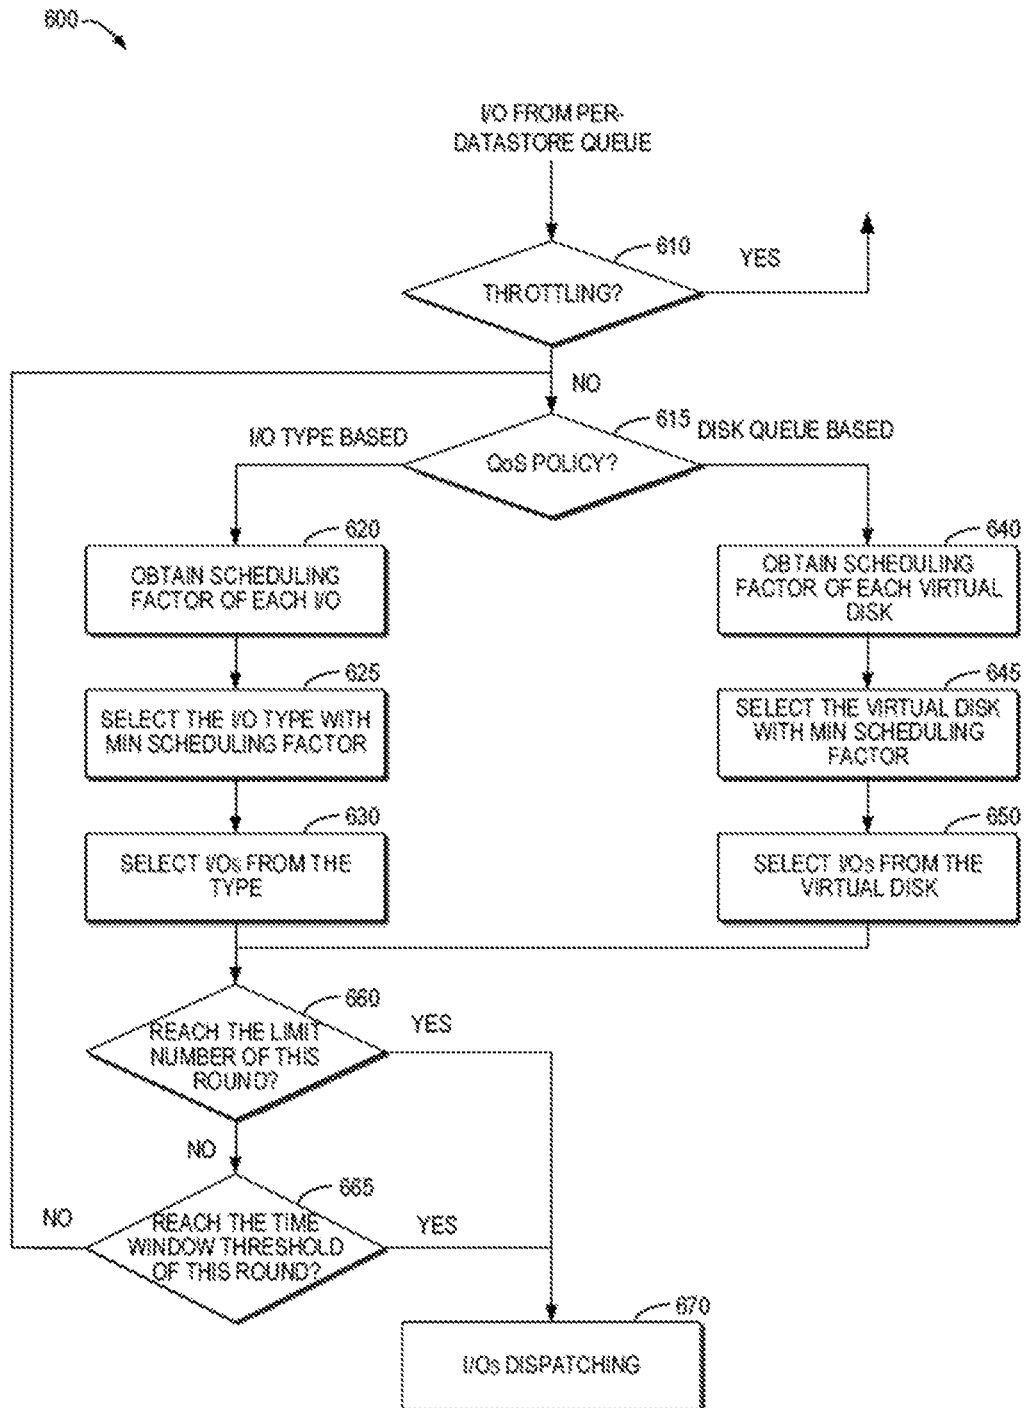 600
I/O FROM PER-
DATASTORE QUEUE
610
YES
THROTTLING?
NO
615
I/O TYPE BASED
DISK QUEUE BASED
QoS POLICY?
620
OBTAIN SCHEDULING
FACTOR OF EACH I/O
640
OBTAIN SCHEDULING
FACTOR OF EACH VIRTUAL
DISK
625
SELECT THE I/O TYPE WITH
MIN SCHEDULING FACTOR
645
SELECT THE VIRTUAL DISK
WITH MIN SCHEDULING
FACTOR
630
SELECT I/Os FROM THE
TYPE
650
SELECT I/Os FROM THE
VIRTUAL DISK
660
YES
REACH THE LIMIT
NUMBER OF THIS
ROUND?
NO
665
NO
YES
REACH THE TIME
WINDOW THRESHOLD
OF THIS ROUND?
670
I/Os DISPATCHING